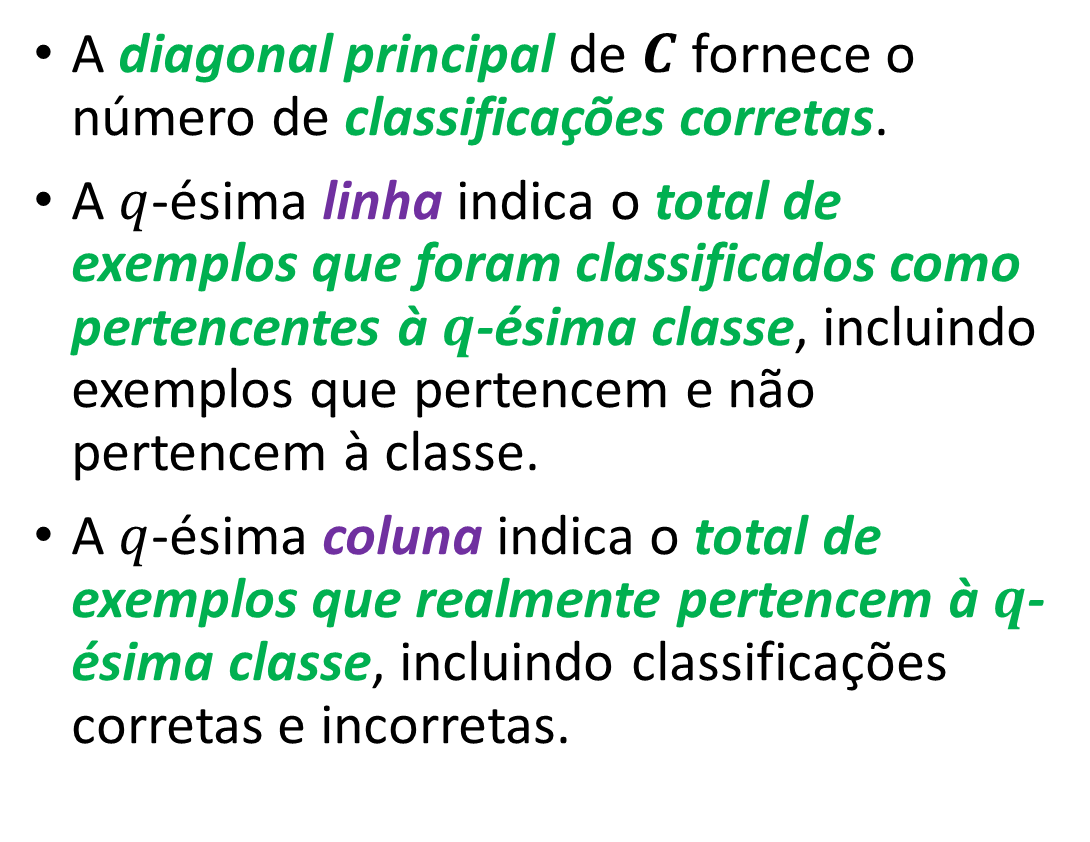 • A diagonal principal de C fornece o
número de classificações corretas.
• A q-ésima linha indica o total de
exemplos que foram classificados como
pertencentes à q-ésima classe, incluindo
exemplos que pertencem e não
pertencem à classe.
• A q-ésima coluna indica o total de
exemplos que realmente pertencem à q-
ésima classe, incluindo classificações
corretas e incorretas.